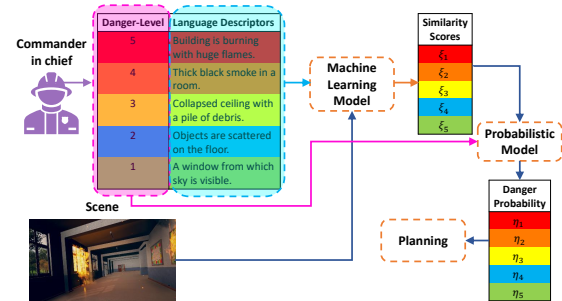 Commander
in chief
Danger-Level
Language Descriptors
5
Building is burning
with huge flames.
4
Thick black smoke in a
room.
3
Collapsed ceiling with
a pile of debris.
2
Objects are scattered
on the floor.
1
A window from which
sky is visible.
Scene
Machine
Learning
Model
Similarity
Scores
ξ1
ξ2
ξ3
ξ4
ξ5
Probabilistic
Model
Danger
Probability
η1
η2
η3
η4
η5
Planning